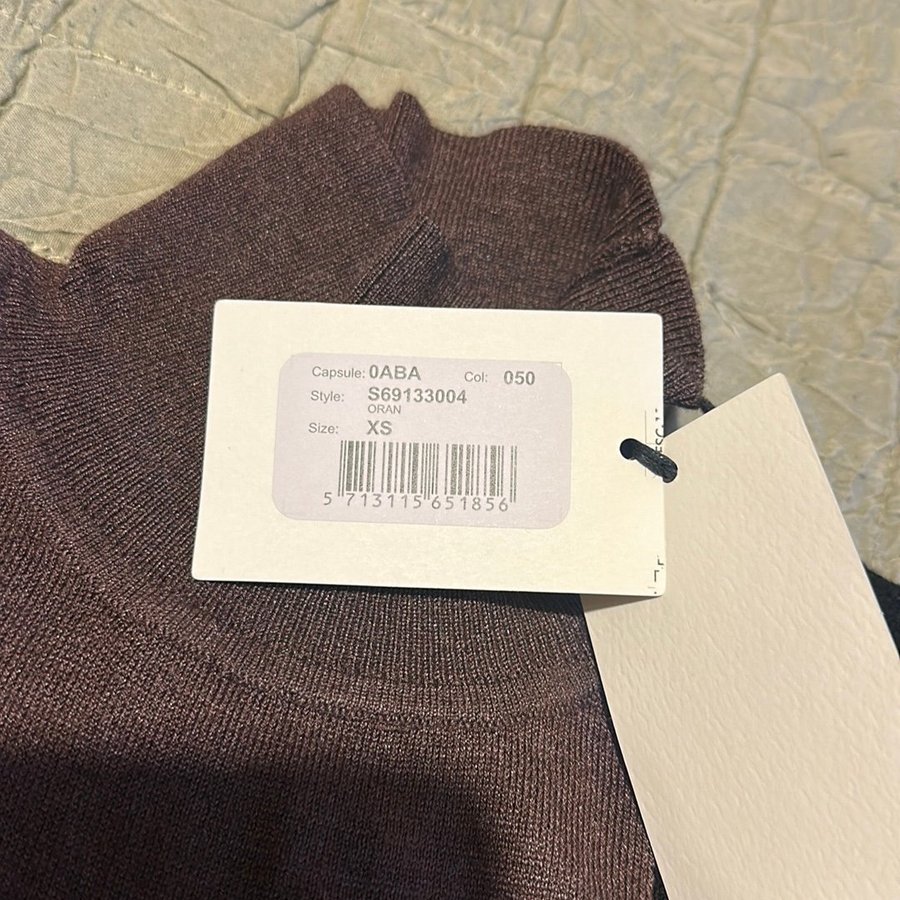 Capsule: 0ABA Col: 050
Style: S69133004
ORAN
Size: XS
5 713115 651856